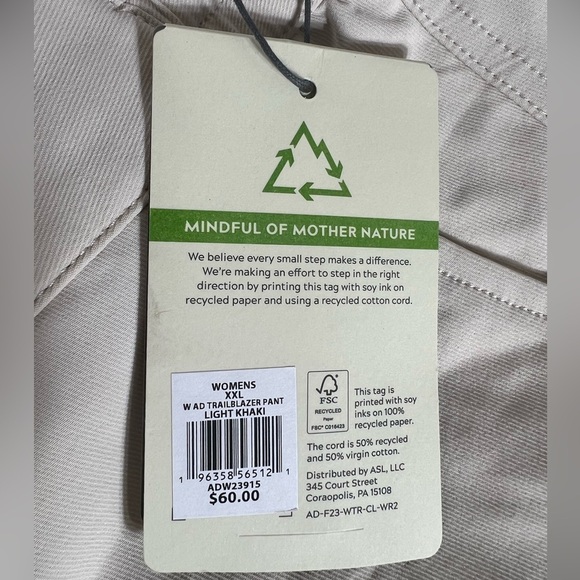 MINDFUL OF MOTHER NATURE
We believe every small step makes a difference.
We're making an effort to step in the right
direction by printing this tag with soy ink on
recycled paper and using a recycled cotton cord.
WOMENS
XXL
W AD TRAILBLAZER PANT
LIGHT KHAKI
1 96358 56512 1
ADW23915
$60.00
FSC
RECYCLED
Paper
FSC® C016423
This tag is
printed with soy
inks on 100%
recycled paper.
The cord is 50% recycled
and 50% virgin cotton.
Distributed by ASL, LLC
345 Court Street
Coraopolis, PA 15108
AD-F23-WTR-CL-WR2